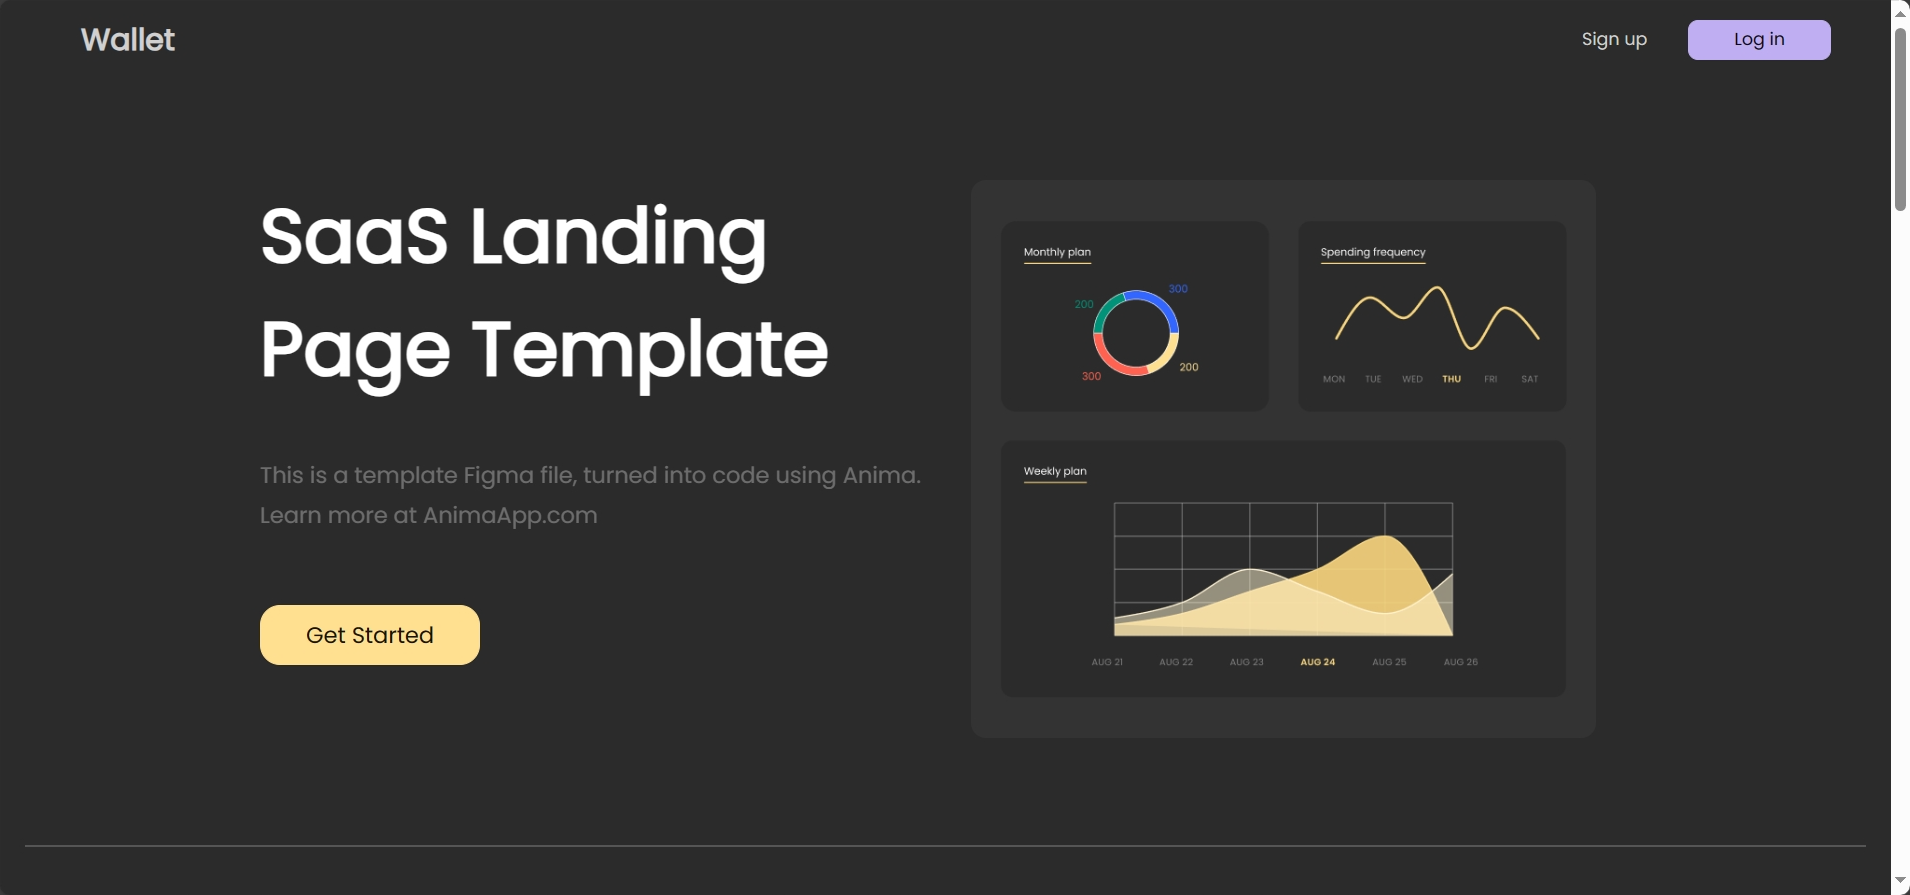 Wallet
Sign up
Log in
SaaS Landing
Page Template
This is a template Figma file, turned into code using Anima.
Learn more at AnimaApp.com
Get Started
Monthly plan
300
200
200
300
Spending frequency
MON TUE WED THU FRI SAT
Weekly plan
AUG 21 AUG 22 AUG 23 AUG 24 AUG 25 AUG 26